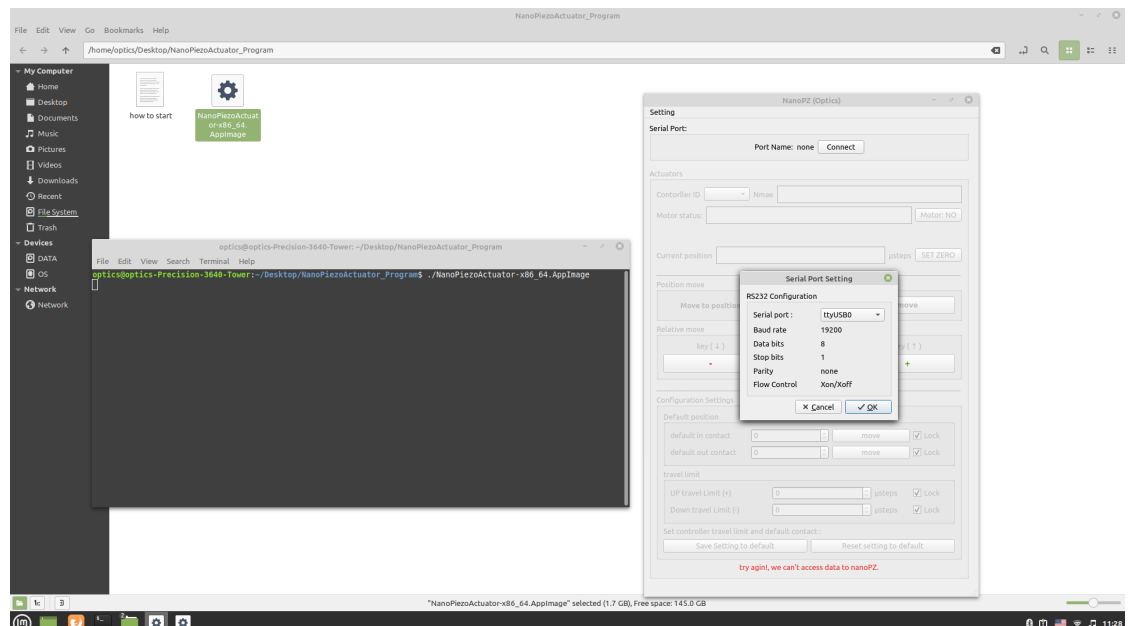 NanoPiezoActuator_Program
File Edit View Go Bookmarks Help
/home/optics/Desktop/NanoPiezoActuator_Program
My Computer
Home
Desktop
Documents
Music
Pictures
Videos
Downloads
Recent
File System
Trash
Devices
DATA
OS
Network
Network
how to start
NanoPiezoActuat
or-x86_64.
AppImage
optics@optics-Precision-3640-Tower: ~/Desktop/NanoPiezoActuator_Program
File Edit View Search Terminal Help
optics@optics-Precision-3640-Tower:~/Desktop/NanoPiezoActuator_Program$ ./NanoPiezoActuator-x86_64.AppImage
NanoPZ (Optics)
Setting
Serial Port:
Port Name: none Connect
Actuators
Contorller ID Nmae
Motor status: Motor: NO
Current position µsteps SET ZERO
Position move
Move to position move
Relative move
key ( ↓ ) key ( ↑ )
- +
Configuration Settings
Default position
default in contact 0 move Lock
default out contact 0 move Lock
travel limit
UP travel Limit (+) 0 µsteps Lock
Down travel Limit (-) 0 µsteps Lock
Set controller travel limit and default contact :
Save Setting to default Reset setting to default
try agin!, we can't access data to nanoPZ.
Serial Port Setting
RS232 Configuration
Serial port : ttyUSB0
Baud rate 19200
Data bits 8
Stop bits 1
Parity none
Flow Control Xon/Xoff
Cancel OK
"NanoPiezoActuator-x86_64.AppImage" selected (1.7 GB), Free space: 145.0 GB
2
11:28